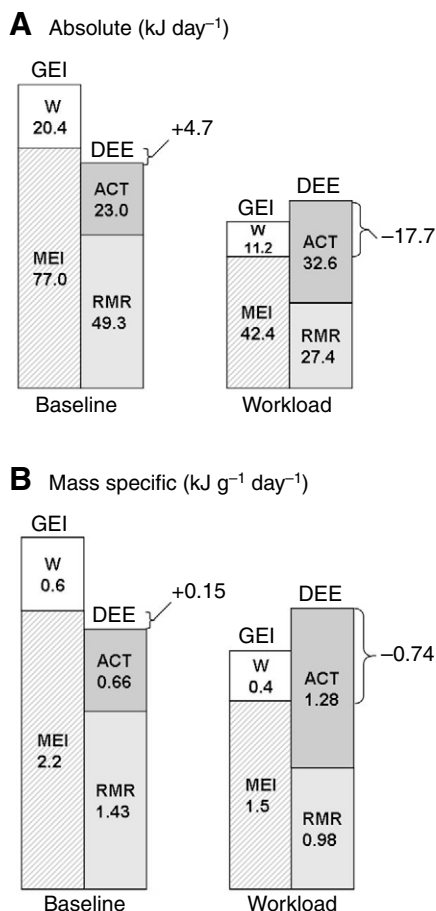 A Absolute (kJ day⁻¹)
GEI
W
20.4
+4.7
DEE
ACT
23.0
MEI
77.0
RMR
49.3
Baseline
DEE
GEI
W
11.2
ACT
32.6
–17.7
MEI
42.4
RMR
27.4
Workload
B Mass specific (kJ g⁻¹ day⁻¹)
GEI
W
0.6
+0.15
DEE
ACT
0.66
MEI
2.2
RMR
1.43
Baseline
DEE
GEI
W
0.4
ACT
1.28
–0.74
MEI
1.5
RMR
0.98
Workload